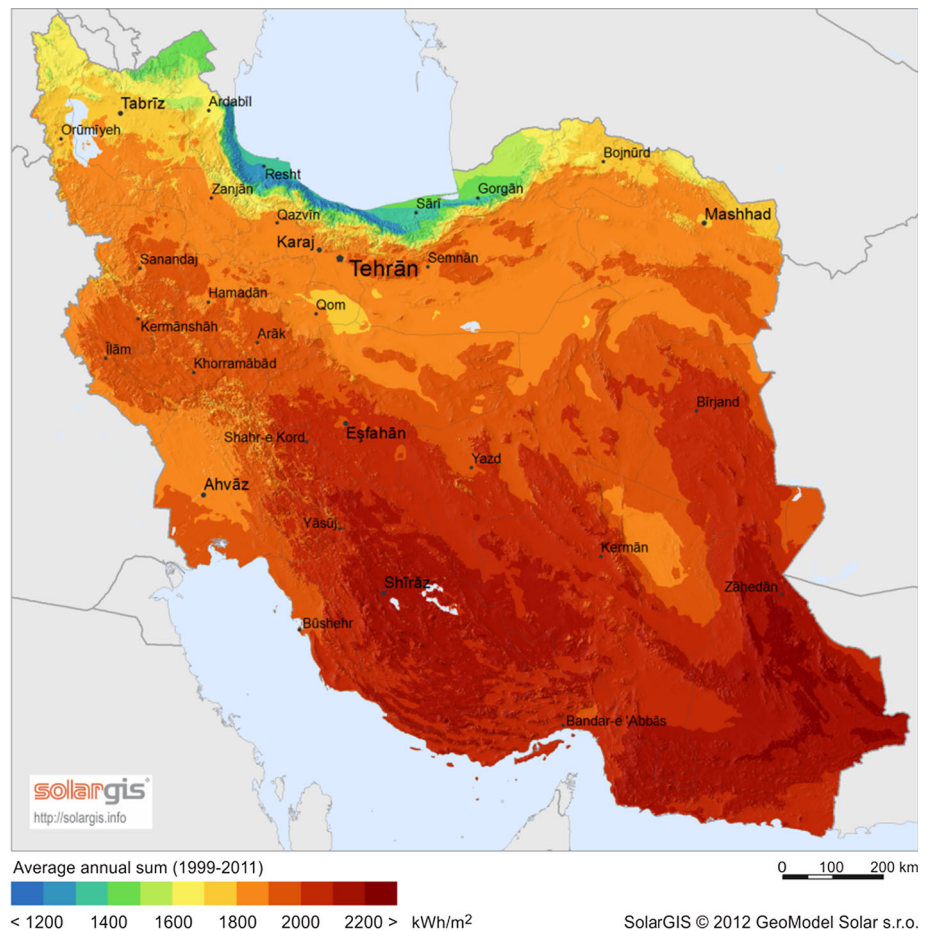 Tabrīz
Ardabīl
Orūmīyeh
Bojnūrd
Resht
Zanjān
Gorgān
Sārī
Qazvīn
Mashhad
Karaj
Tehrān
Semnān
Sanandaj
Hamadān
Qom
Kermānshāh
Arāk
Īlām
Khorramābād
Bīrjand
Eşfahān
Shahr-e Kord
Yazd
Ahvāz
Yāsūj
Kermān
Shīrāz
Zāhedān
Būshehr
Bandar-e 'Abbās
solargis
http://solargis.info
Average annual sum (1999-2011)
0 100 200 km
< 1200 1400 1600 1800 2000 2200 > kWh/m2
SolarGIS © 2012 GeoModel Solar s.r.o.